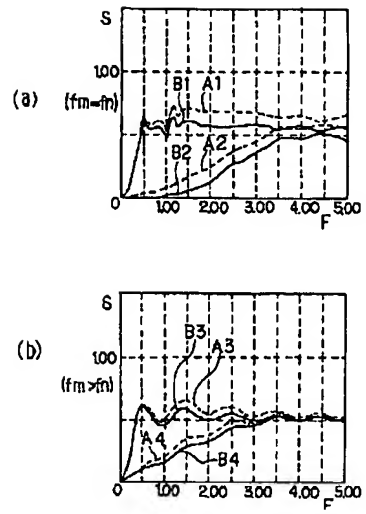 (a)
S
1.00
(fm=fn)
B1
A1
B2
A2
0
1.00
2.00
3.00
4.00
5.00
F
(b)
S
1.00
(fm>fn)
B3
A3
A4
B4
0
1.00
2.00
3.00
4.00
5.00
F